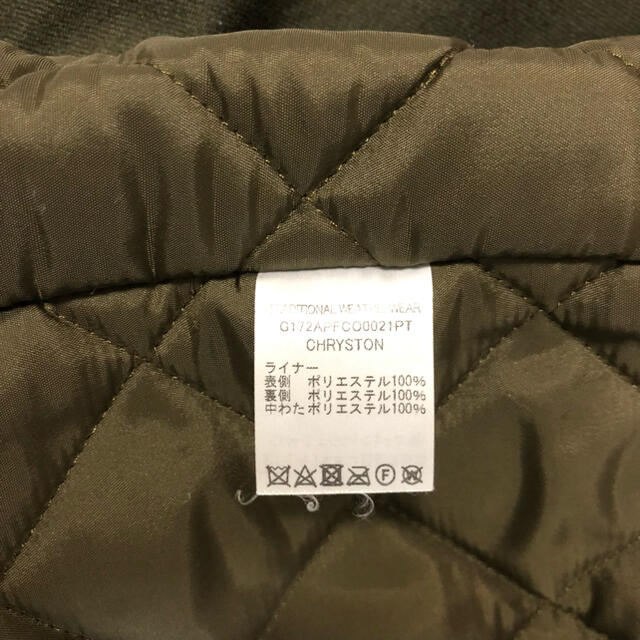 TRADITIONAL WEATHERWEAR
G172APFCO0021PT
CHRYSTON
ライナー
表側 ポリエステル100%
裏側 ポリエステル100%
中わた ポリエステル100%
F
W